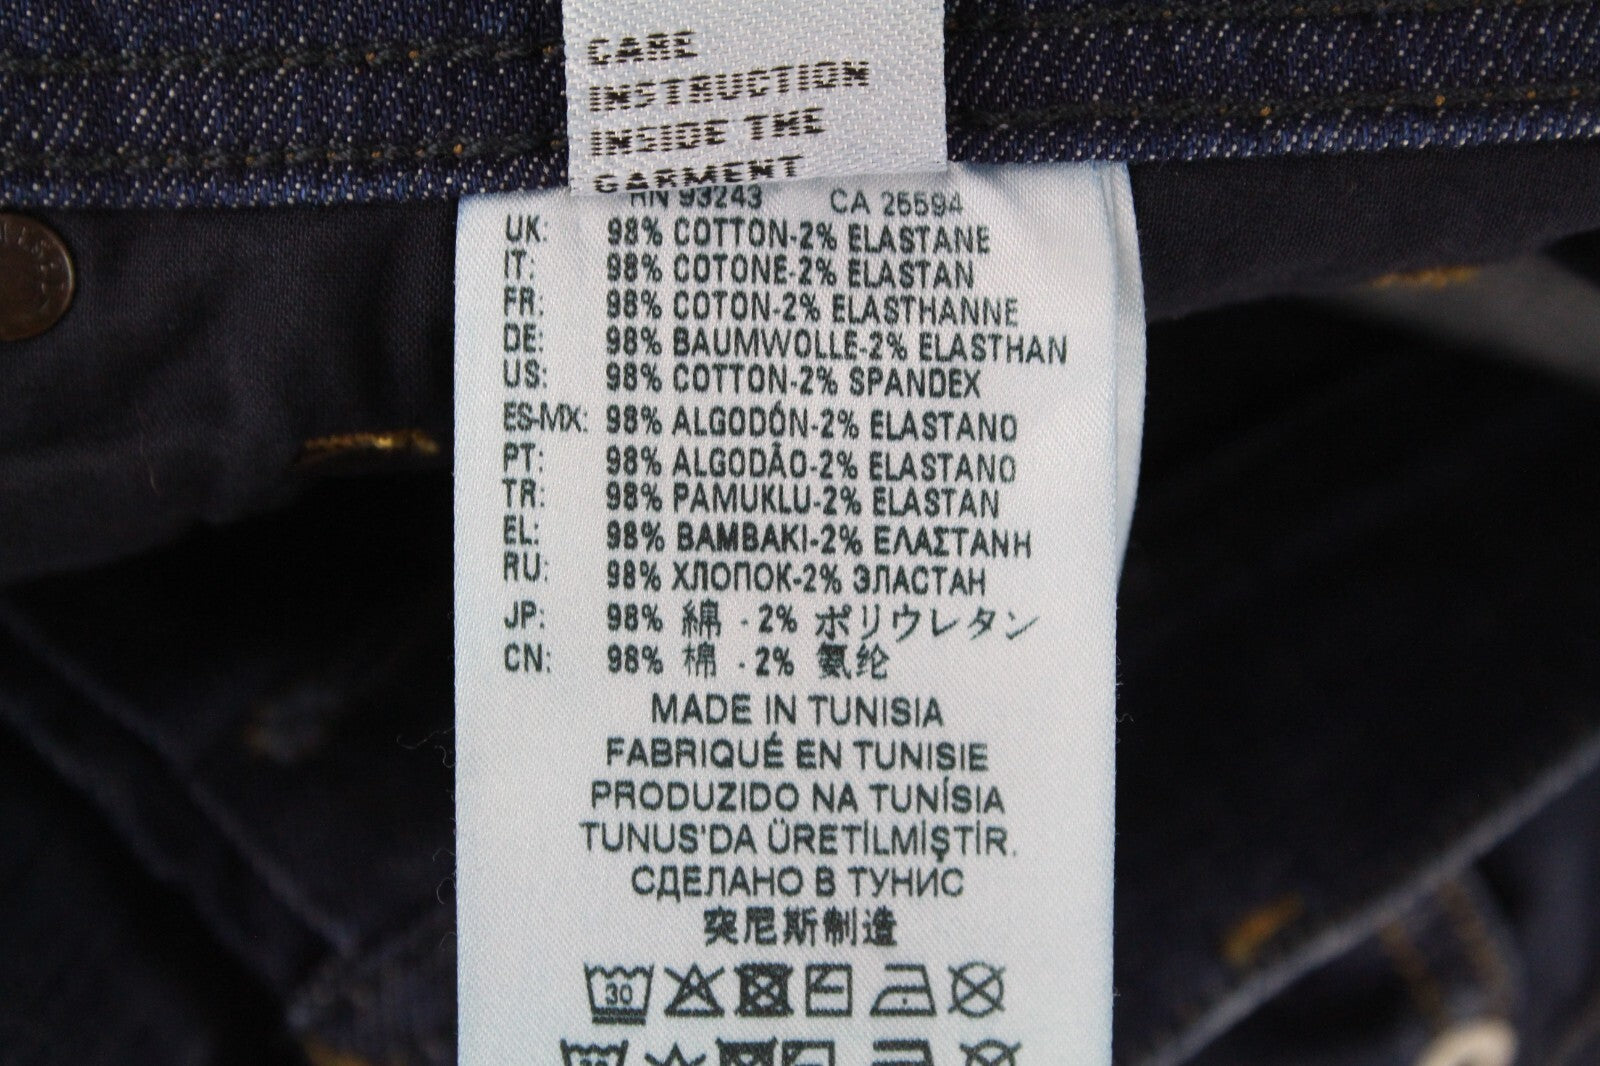 CARE
INSTRUCTION
INSIDE THE
GARMENT
RN 93243 CA 25594
UK: 98% COTTON-2% ELASTANE
IT: 98% COTONE-2% ELASTAN
FR: 98% COTON-2% ELASTHANNE
DE: 98% BAUMWOLLE-2% ELASTHAN
US: 98% COTTON-2% SPANDEX
ES-MX: 98% ALGODÓN-2% ELASTANO
PT: 98% ALGODÃO-2% ELASTANO
TR: 98% PAMUKLU-2% ELASTAN
EL: 98% ΒΑΜΒΑΚΙ-2% ΕΛΑΣΤΑΝΗ
RU: 98% ХЛОПОК-2% ЭЛАСТАН
JP: 98% 綿 - 2% ポリウレタン
CN: 98% 棉 - 2% 氨纶
MADE IN TUNISIA
FABRIQUÉ EN TUNISIE
PRODUZIDO NA TUNÍSIA
TUNUS'DA ÜRETİLMİŞTİR.
СДЕЛАНО В ТУНИС
突尼斯制造
30